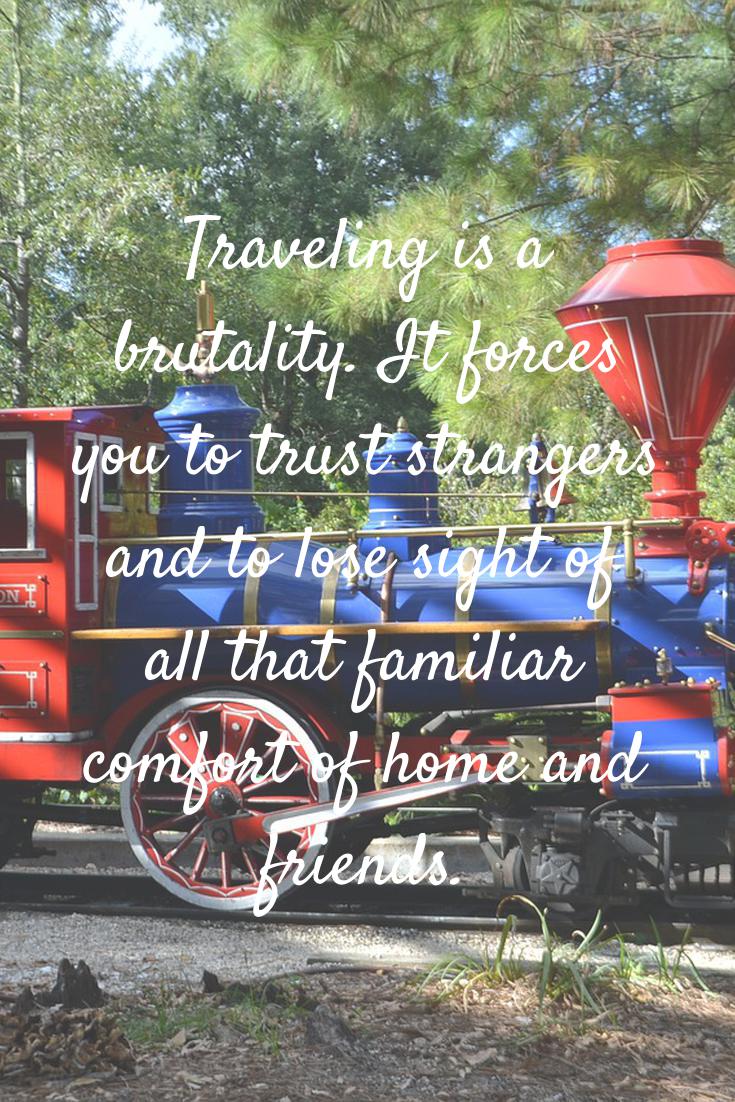 Traveling is a
brutality. It forces
you to trust strangers
and to lose sight of
all that familiar
comfort of home and
friends.
ON